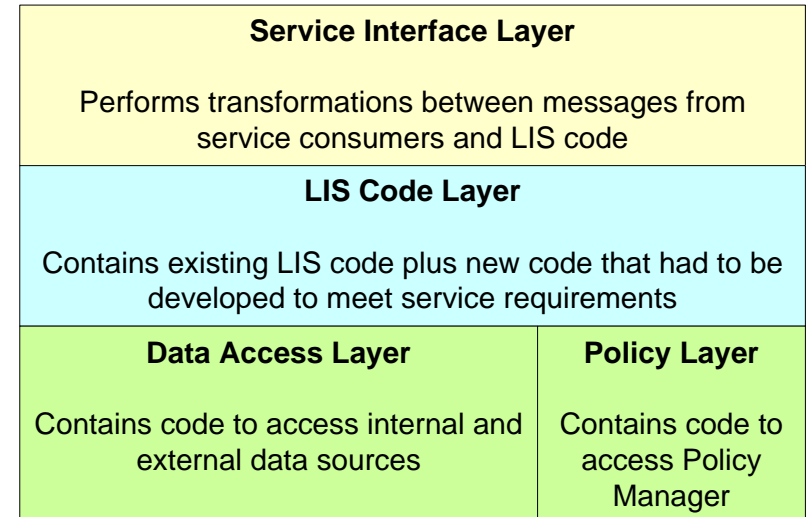 Service Interface Layer
Performs transformations between messages from
service consumers and LIS code
LIS Code Layer
Contains existing LIS code plus new code that had to be
developed to meet service requirements
Data Access Layer
Contains code to access internal and
external data sources
Policy Layer
Contains code to
access Policy
Manager